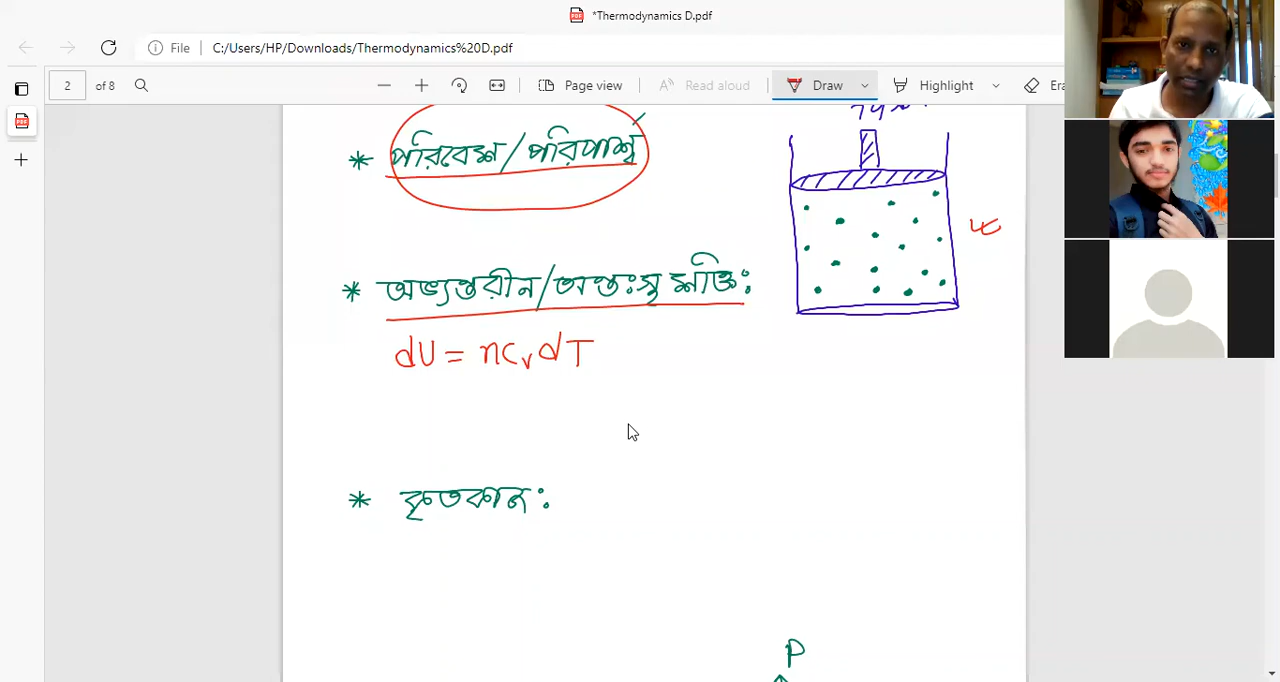 *Thermodynamics D.pdf
File C:/Users/HP/Downloads/Thermodynamics%20D.pdf
2 of 8 Page view Read aloud Draw Highlight Era
* পরিবেশ/পরিপার্শ্ব
* অভ্যন্তরীন/অন্তঃস্থ শক্তি:
dU = nCvdT
* কৃতকাজ:
P